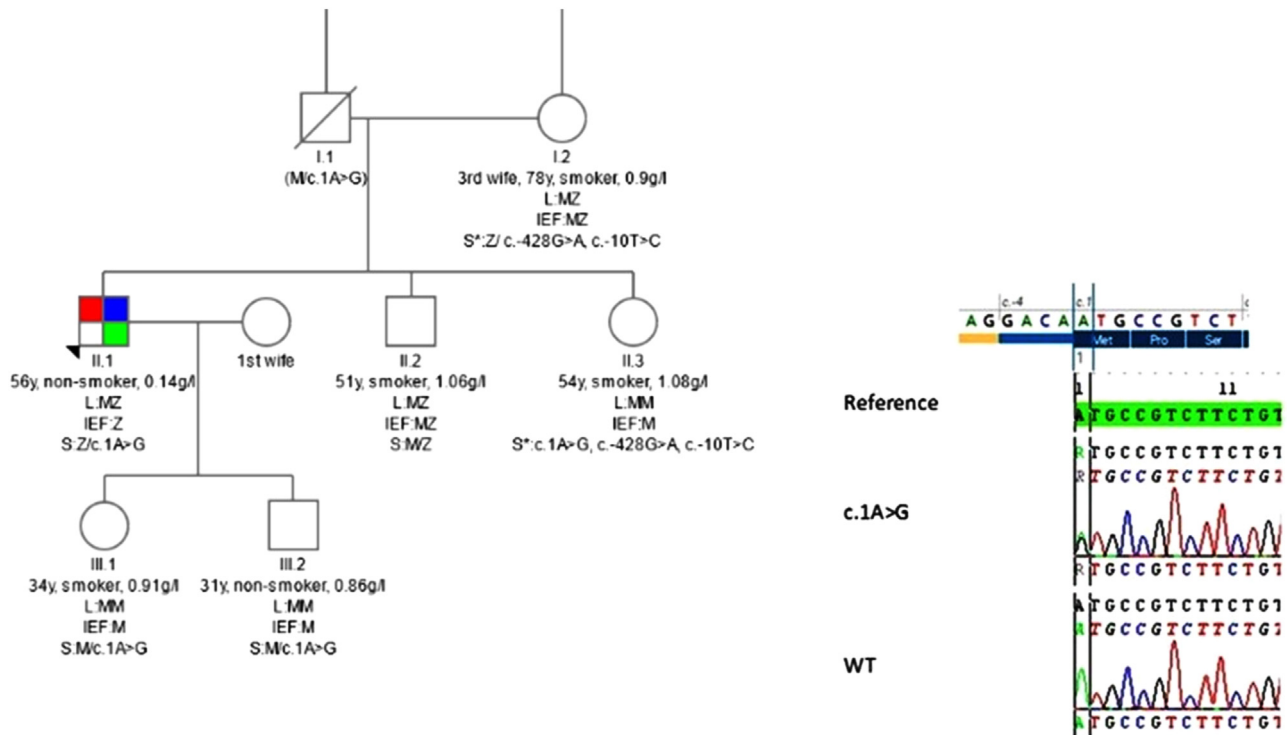 I.1
(M/c.1A>G)
I.2
3rd wife, 78y, smoker, 0.9g/l
L:MZ
IEF:MZ
S*:Z/ c.-428G>A, c.-10T>C
II.1
56y, non-smoker, 0.14g/l
L:MZ
IEF:Z
S:Z/c.1A>G
1st wife
II.2
51y, smoker, 1.06g/l
L:MZ
IEF:MZ
S:M/Z
II.3
54y, smoker, 1.08g/l
L:MM
IEF:M
S*:c.1A>G, c.-428G>A, c.-10T>C
III.1
34y, smoker, 0.91g/l
L:MM
IEF:M
S:M/c.1A>G
III.2
31y, non-smoker, 0.86g/l
L:MM
IEF:M
S:M/c.1A>G
c.-4 c.1
A G G A C A A T G C C G T C T
Met Pro Ser
1
1 11
Reference
A T G C C G T C T T C T G T
R T G C C G T C T T C T G T
R T G C C G T C T T C T G T
c.1A>G
R T G C C G T C T T C T G T
A T G C C G T C T T C T G T
A T G C C G T C T T C T G T
WT
A T G C C G T C T T C T G T